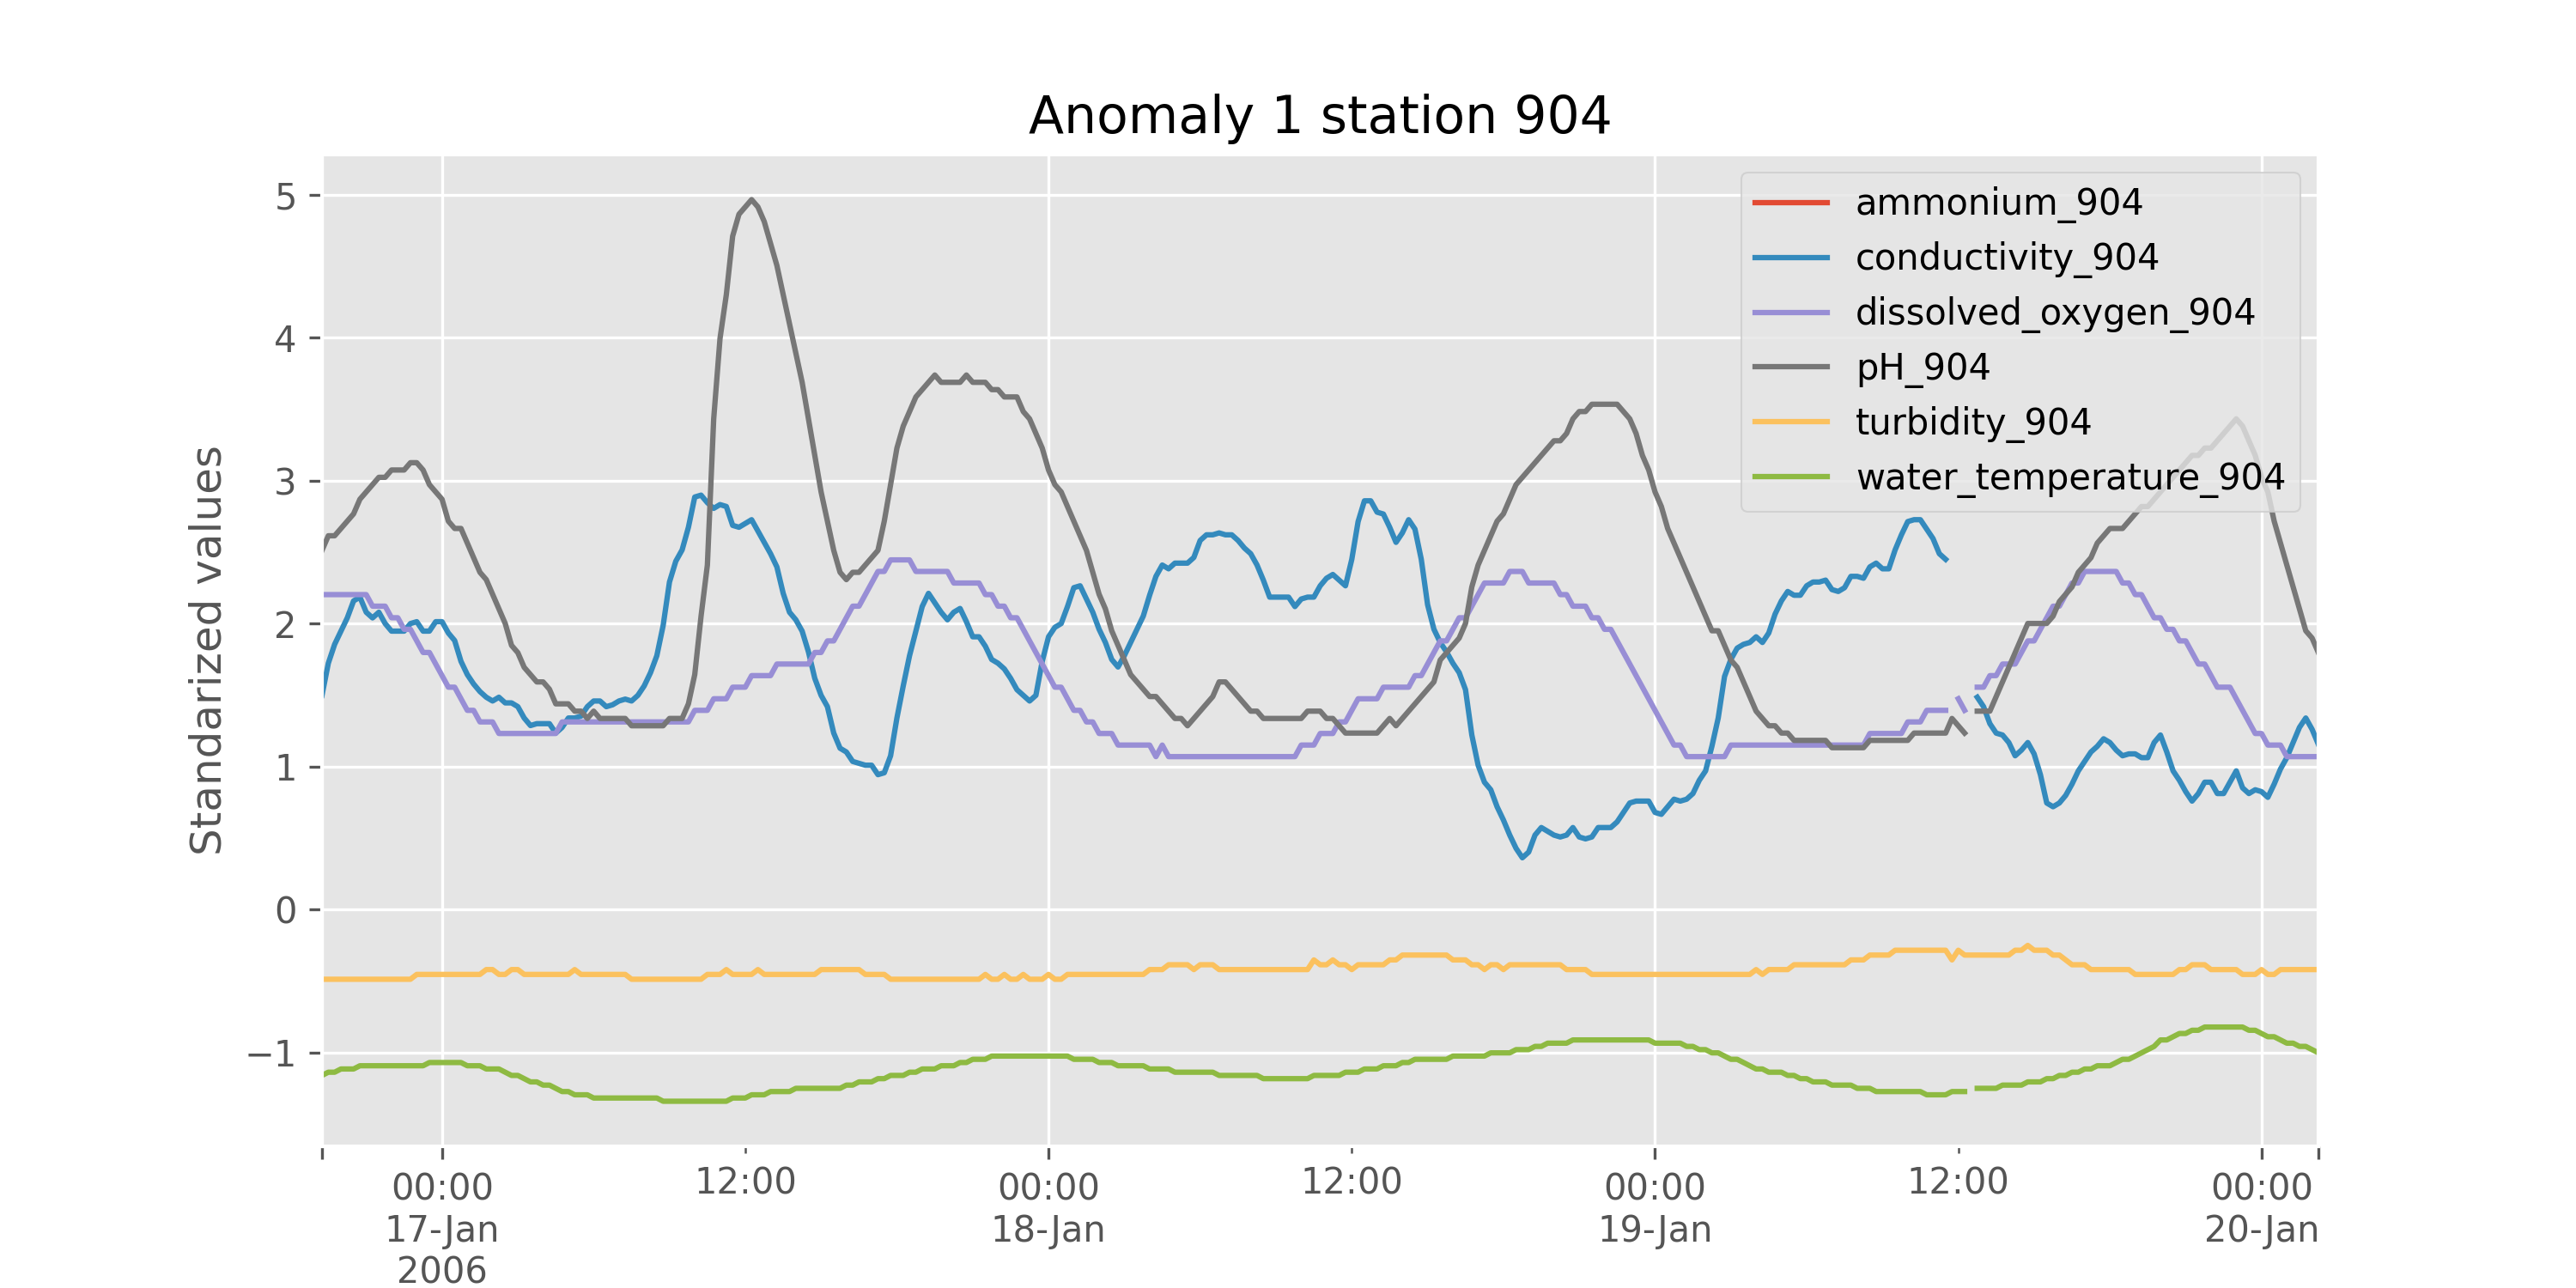 Anomaly 1 station 904
Standarized values
5
4
3
2
1
0
−1
ammonium_904
conductivity_904
dissolved_oxygen_904
pH_904
turbidity_904
water_temperature_904
00:00 12:00 00:00 12:00 00:00 12:00 00:00
17-Jan 18-Jan 19-Jan 20-Jan
2006